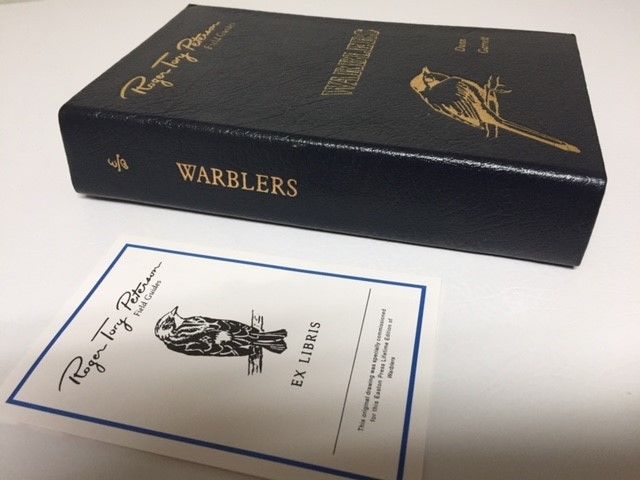 Roger Tory Peterson
Field Guides
WARBLERS
Dunn
Garrett
WARBLERS
Roger Tory Peterson
Field Guides
EX LIBRIS
This original drawing was specially commissioned
for this Easton Press Lifetime Edition of
Warblers